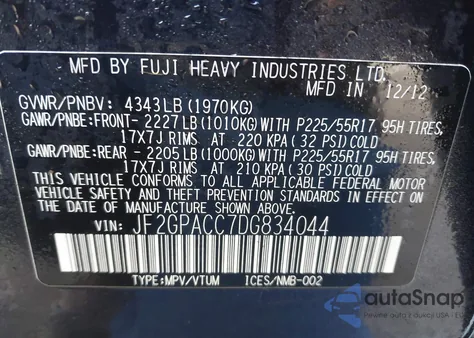 MFD BY FUJI HEAVY INDUSTRIES LTD.
MFD IN 12/12
GVWR/PNBV: 4343LB (1970KG)
GAWR/PNBE:FRONT- 2227LB (1010KG) WITH P225/55R17 95H TIRES,
17X7J RIMS AT 220 KPA (32 PSI) COLD
GAWR/PNBE:REAR - 2205LB (1000KG) WITH P225/55R17 95H TIRES,
17X7J RIMS AT 210 KPA (30 PSI) COLD
THIS VEHICLE CONFORMS TO ALL APPLICABLE FEDERAL MOTOR
VEHICLE SAFETY AND THEFT PREVENTION STANDARDS IN EFFECT
ON THE DATE OF MANUFACTURE SHOWN ABOVE.
VIN: JF2GPACC7DG834044
TYPE:MPV/VTUM ICES/NMB-002
autoSnap